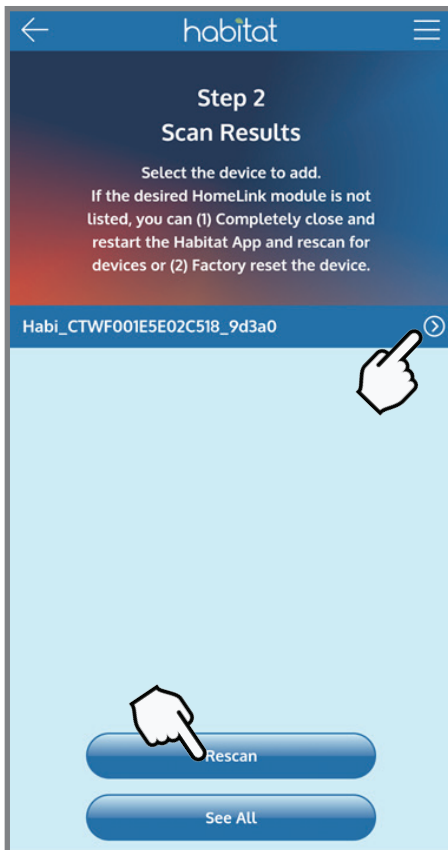 habitat
Step 2
Scan Results
Select the device to add.
If the desired HomeLink module is not
listed, you can (1) Completely close and
restart the Habitat App and rescan for
devices or (2) Factory reset the device.
Habi_CTWF001E5E02C518_9d3a0
Rescan
See All